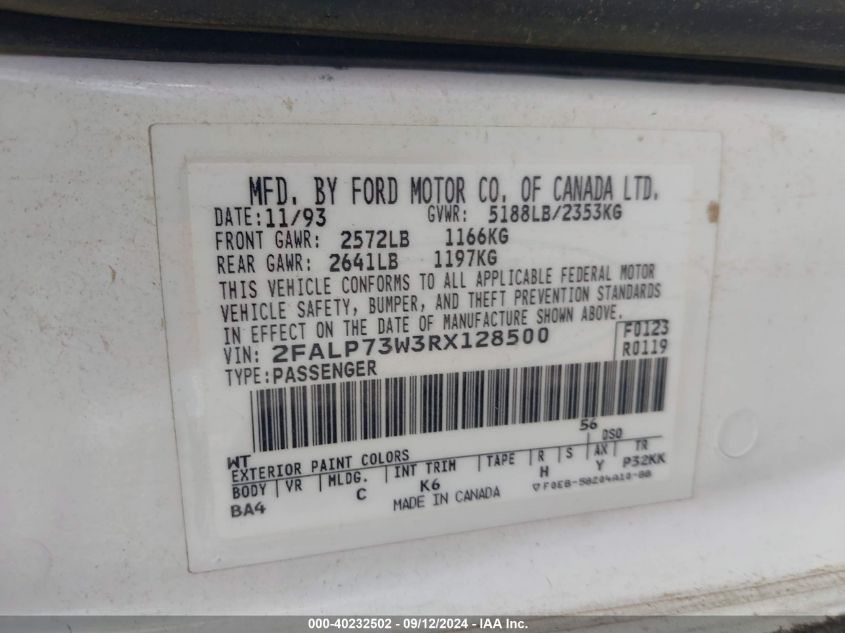 MFD. BY FORD MOTOR CO. OF CANADA LTD.
DATE: 11/93 GVWR: 5188LB/2353KG
FRONT GAWR: 2572LB 1166KG
REAR GAWR: 2641LB 1197KG
THIS VEHICLE CONFORMS TO ALL APPLICABLE FEDERAL MOTOR
VEHICLE SAFETY, BUMPER, AND THEFT PREVENTION STANDARDS
IN EFFECT ON THE DATE OF MANUFACTURE SHOWN ABOVE.
VIN: 2FALP73W3RX128500 F0123
TYPE: PASSENGER R0119
56
WT DSO
EXTERIOR PAINT COLORS
BODY VR MLDG. INT TRIM TAPE R S AX TR
BA4 C K6 H Y P32KK
MADE IN CANADA ▽F0EB-58204A10-BB
000-40232502 - 09/12/2024 - © IAA, Inc.